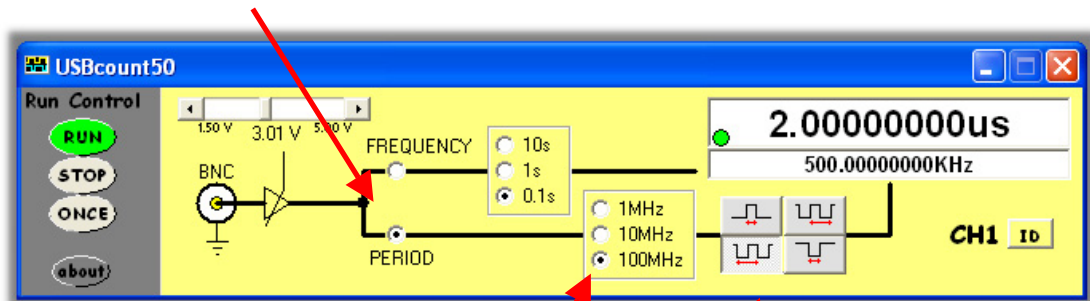 USBcount50
Run Control
RUN
STOP
ONCE
about
1.50 V 3.01 V 5.00 V
BNC
FREQUENCY
10s
1s
0.1s
PERIOD
1MHz
10MHz
100MHz
2.00000000us
500.00000000KHz
CH1 ID